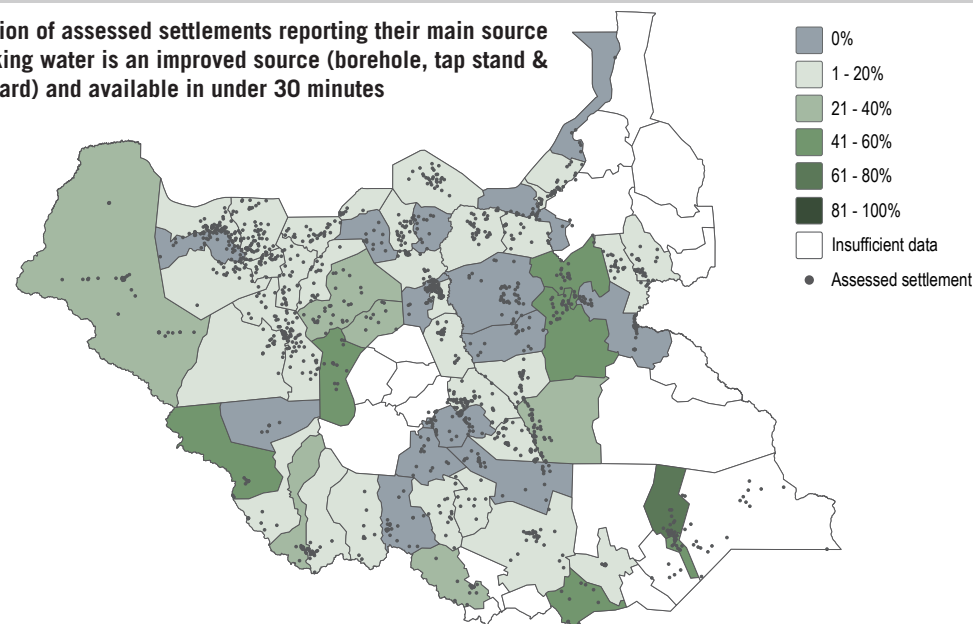 ion of assessed settlements reporting their main source
king water is an improved source (borehole, tap stand &
ard) and available in under 30 minutes
0%
1 - 20%
21 - 40%
41 - 60%
61 - 80%
81 - 100%
Insufficient data
Assessed settlement